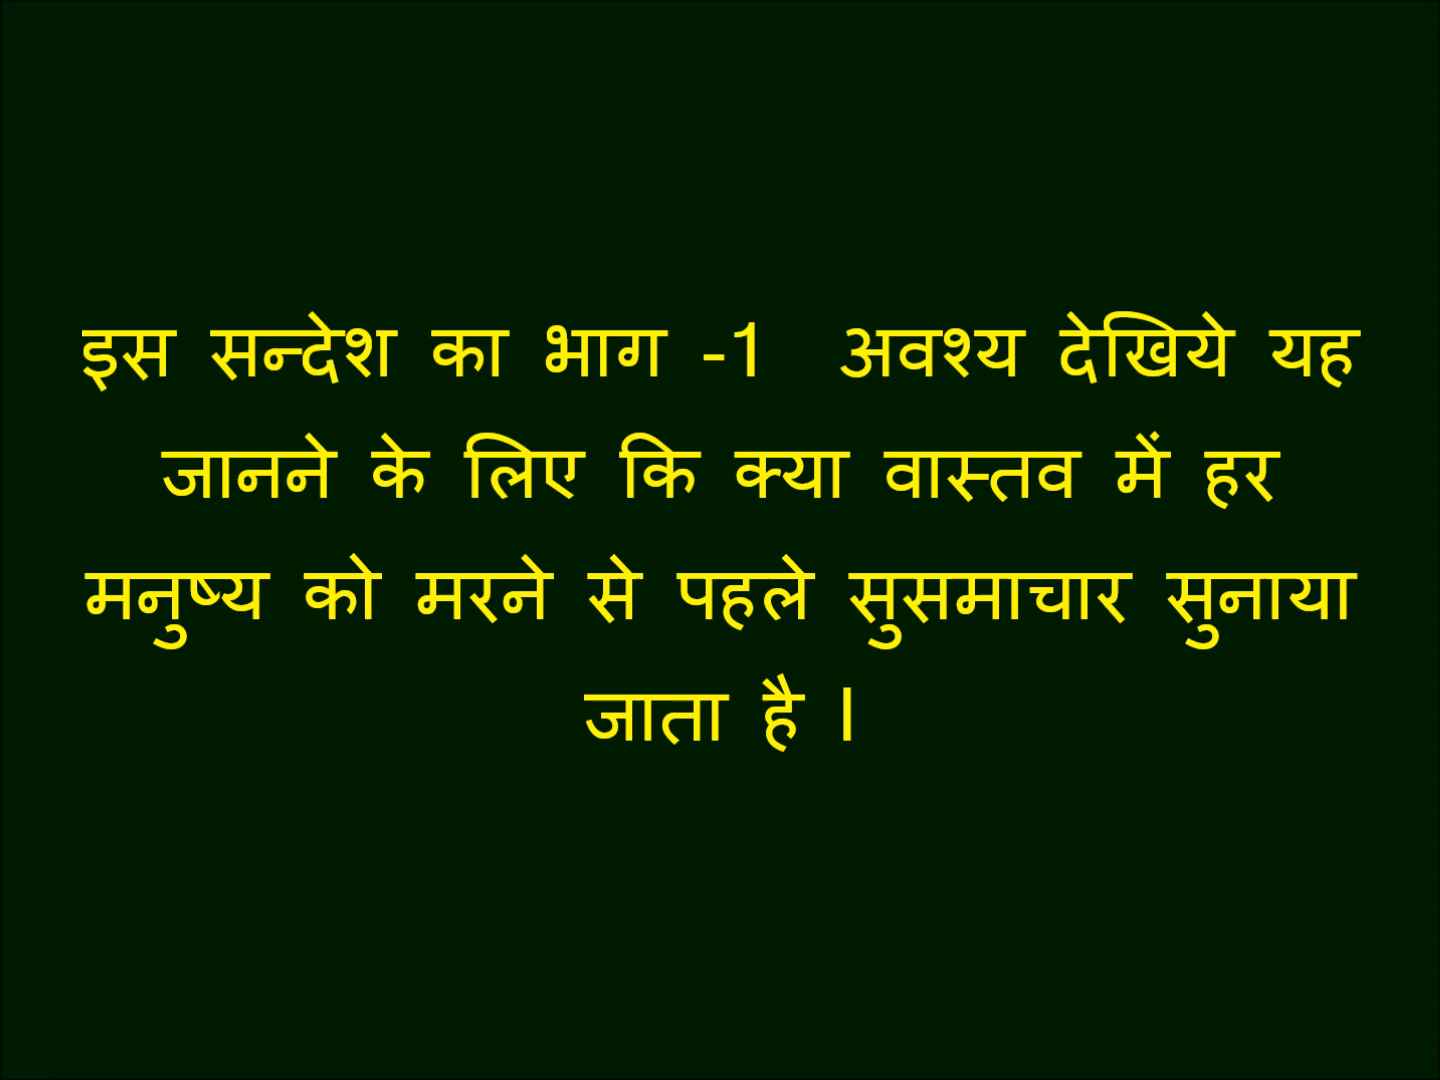 इस सन्देश का भाग -1 अवश्य देखिये यह
जानने के लिए कि क्या वास्तव में हर
मनुष्य को मरने से पहले सुसमाचार सुनाया
जाता है ।